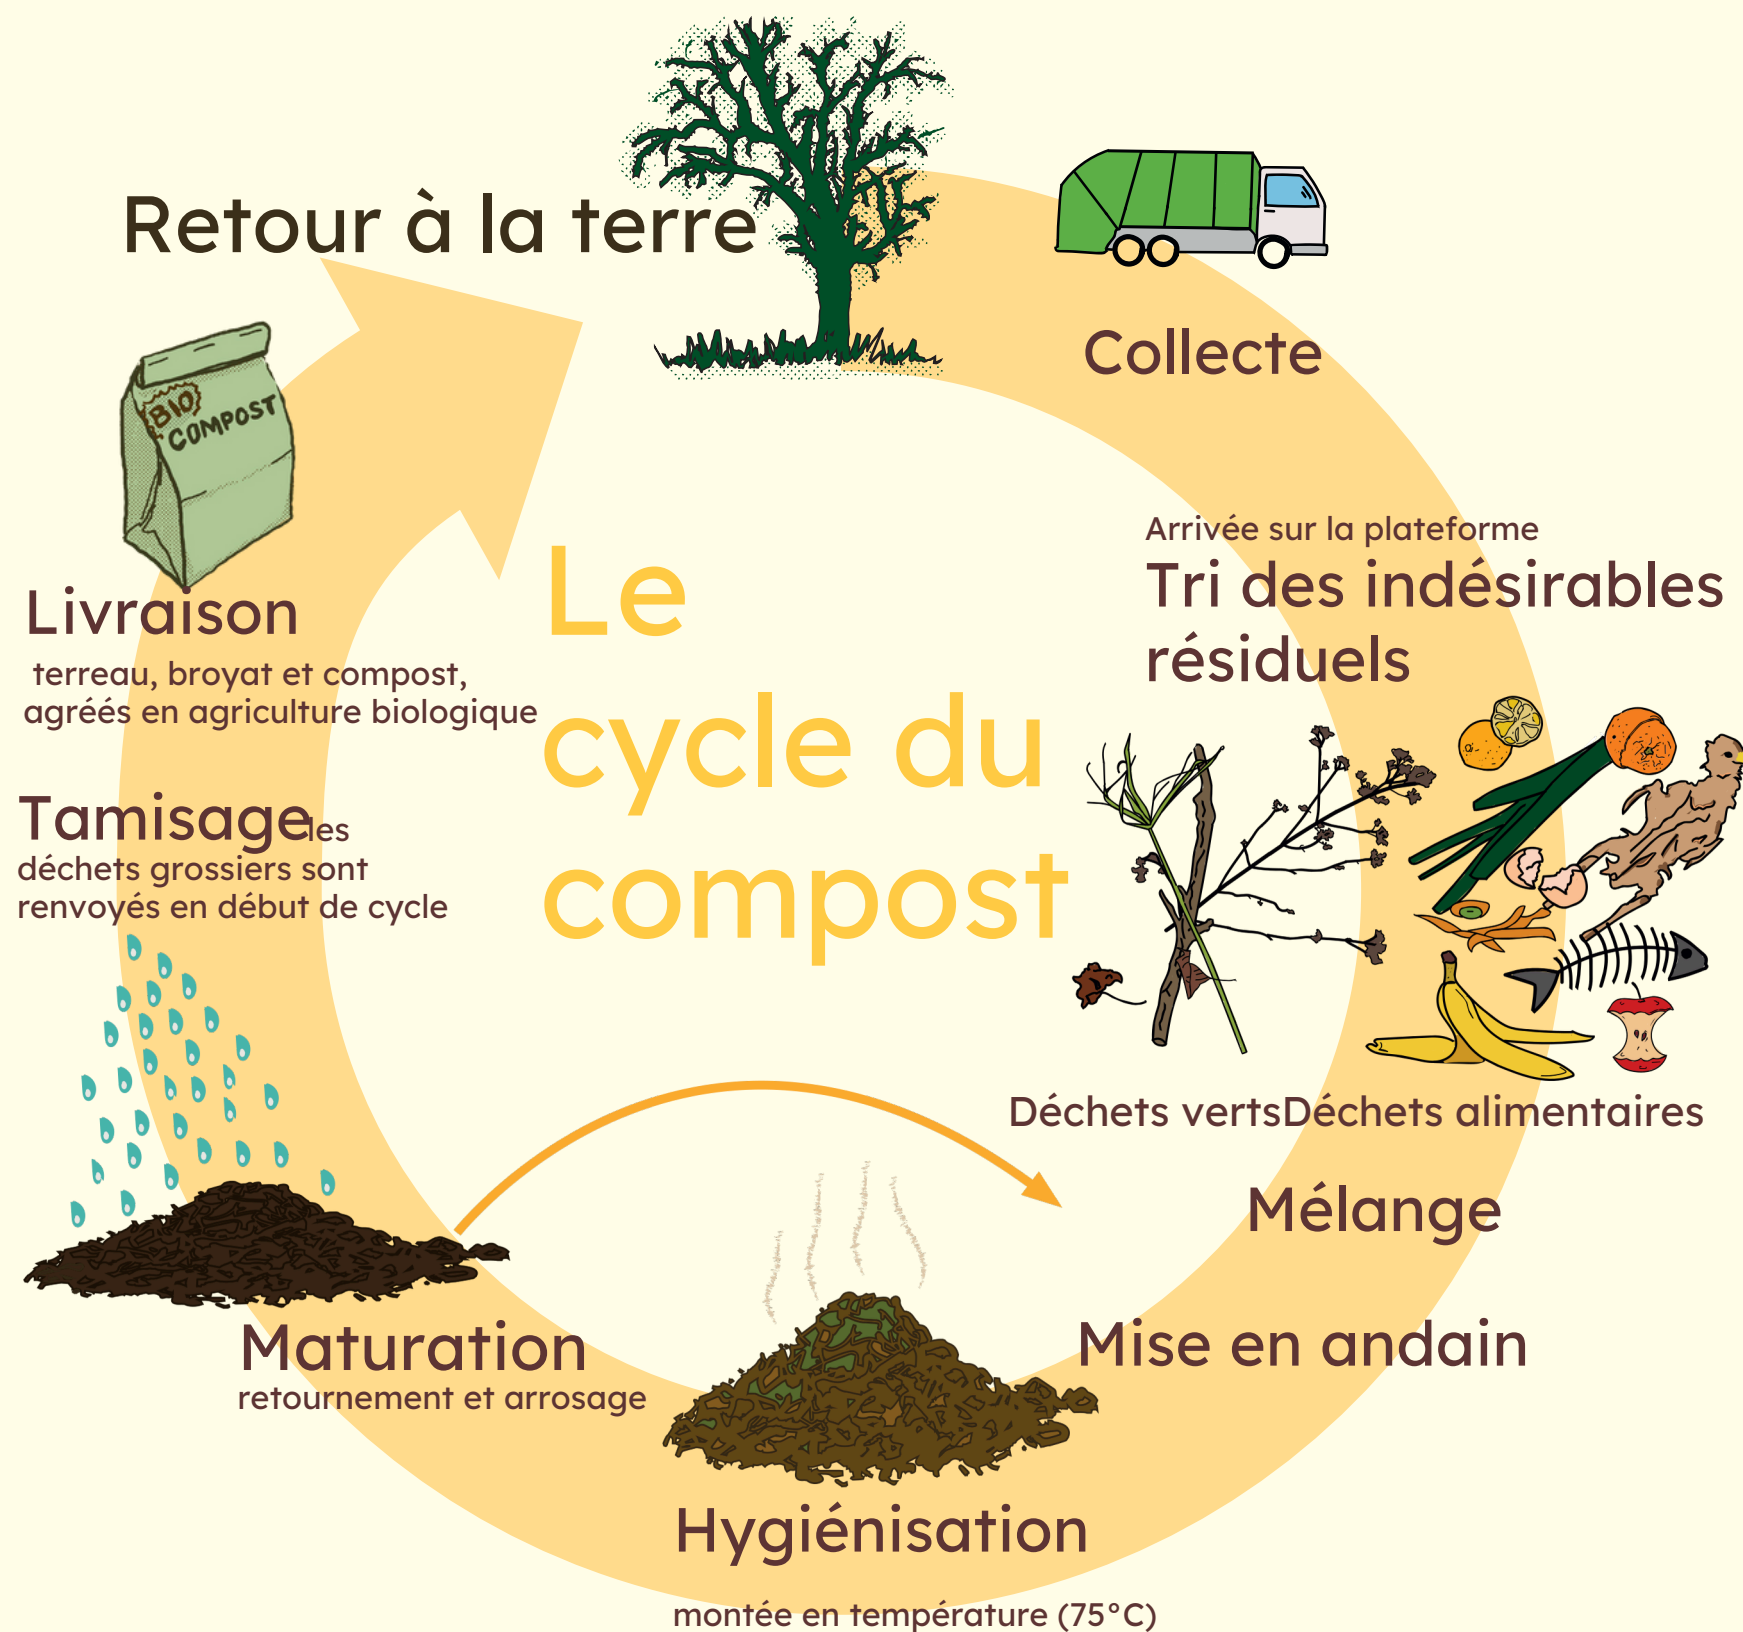 Retour à la terre
Collecte
Arrivée sur la plateforme
Tri des indésirables
résiduels
Déchets verts
Déchets alimentaires
Mélange
Mise en andain
Hygiénisation
montée en température (75°C)
Maturation
retournement et arrosage
Tamisage les
déchets grossiers sont
renvoyés en début de cycle
Livraison
terreau, broyat et compost,
agréés en agriculture biologique
BIO
COMPOST
Le
cycle du
compost